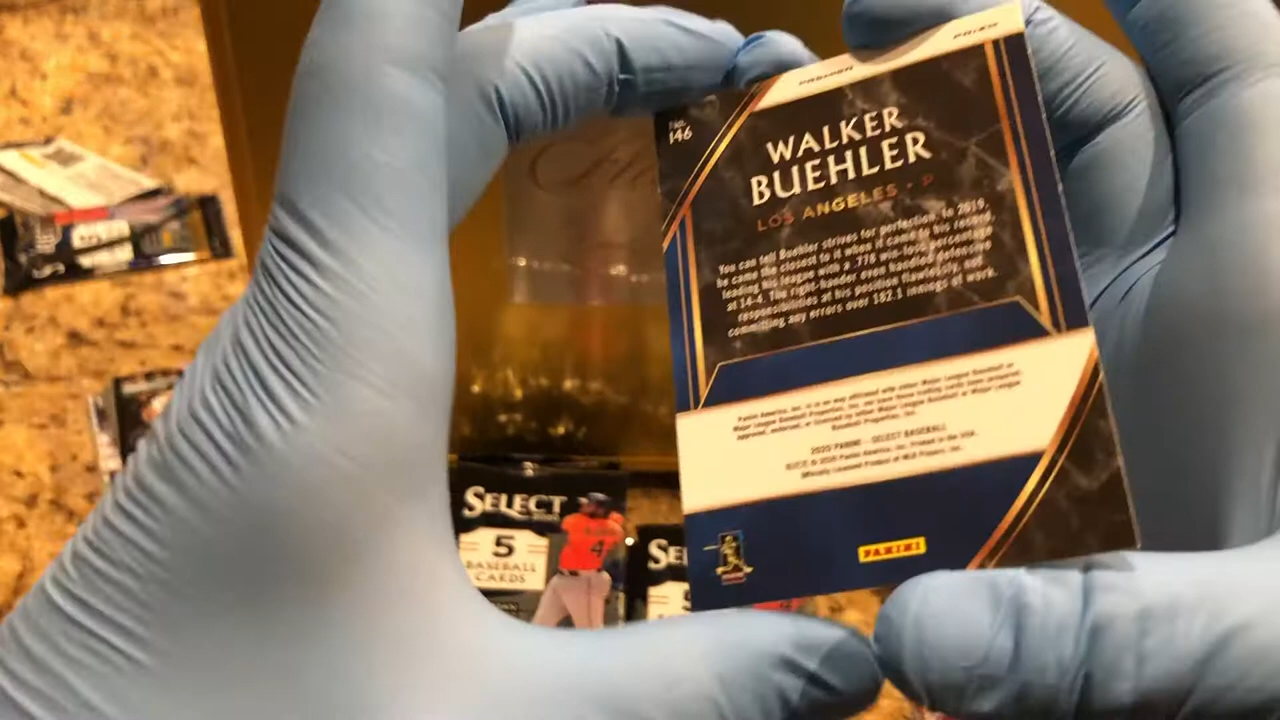 PREMIER
PRIZM
No.
146
WALKER
BUEHLER
LOS ANGELES • P
You can tell Buehler strives for perfection. In 2019,
he came the closest to it when it came to his record,
leading his league with a .778 win-loss percentage
at 14-4. The right-hander even handled defensive
responsibilities at his position flawlessly, not
committing any errors over 182.1 innings of work.
Panini America, Inc. is in no way affiliated with either Major League Baseball or
Major League Baseball Properties, Inc. nor have these trading cards been prepared,
approved, endorsed, or licensed by either Major League Baseball or Major League
Baseball Properties, Inc.
2020 PANINI – SELECT BASEBALL
© 2020 Panini America, Inc. Printed in the USA.
Officially Licensed Product of MLB Players, Inc.
PANINI
SELECT
5
BASEBALL
CARDS
4
SE